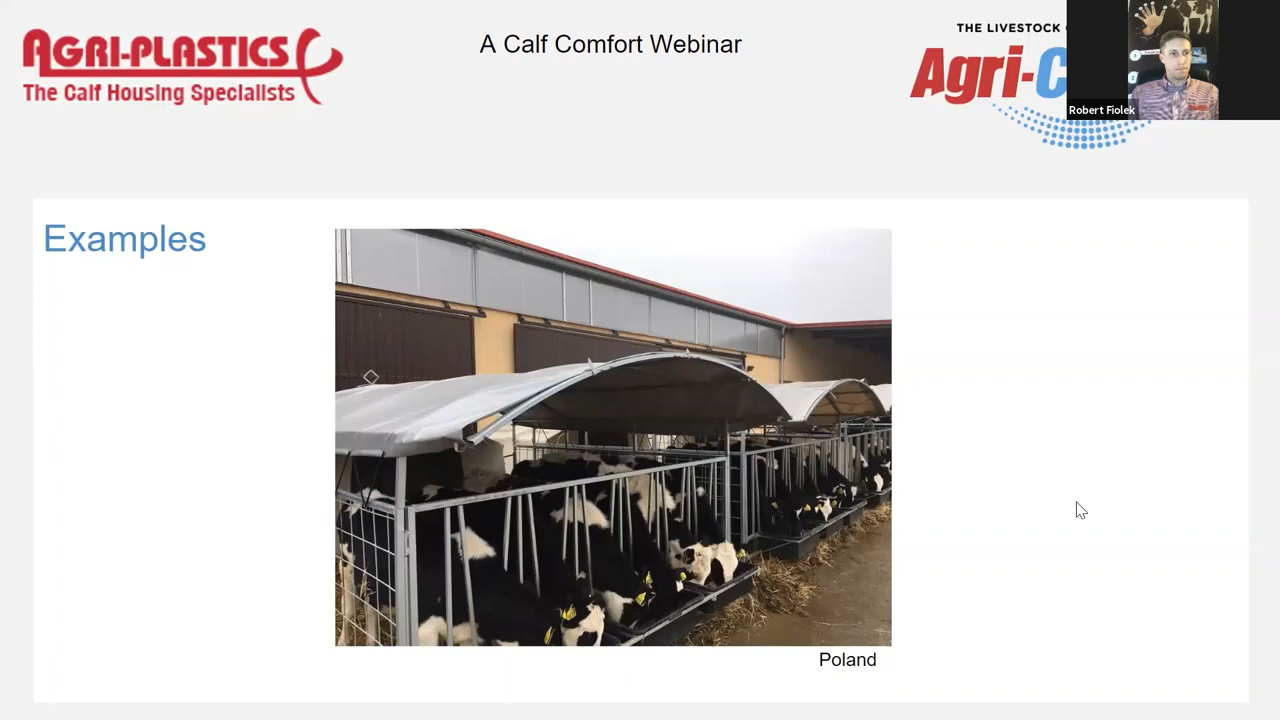 AGRI-PLASTICS
The Calf Housing Specialists
A Calf Comfort Webinar
THE LIVESTOCK
Agri-C
Robert Fiolek
Examples
Poland